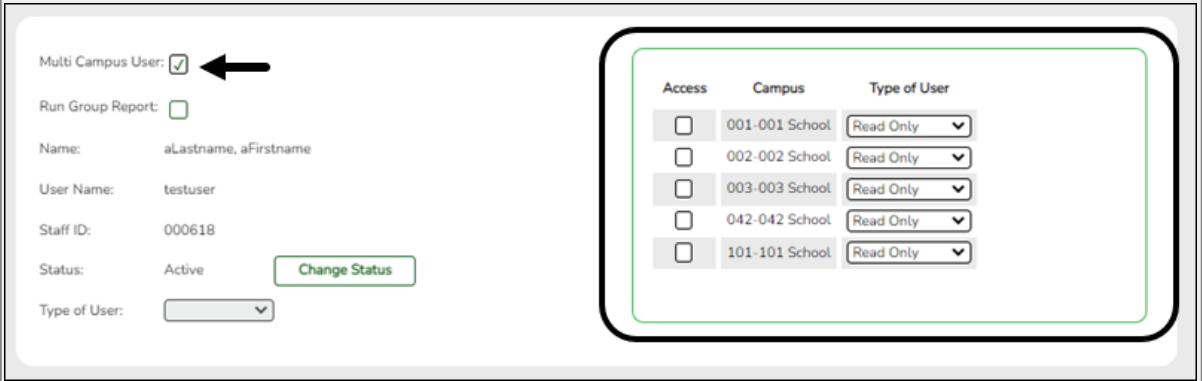 Multi Campus User:
Run Group Report:
Name: aLastname, aFirstname
User Name: testuser
Staff ID: 000618
Status: Active Change Status
Type of User:
Access Campus Type of User
001-001 School Read Only
002-002 School Read Only
003-003 School Read Only
042-042 School Read Only
101-101 School Read Only